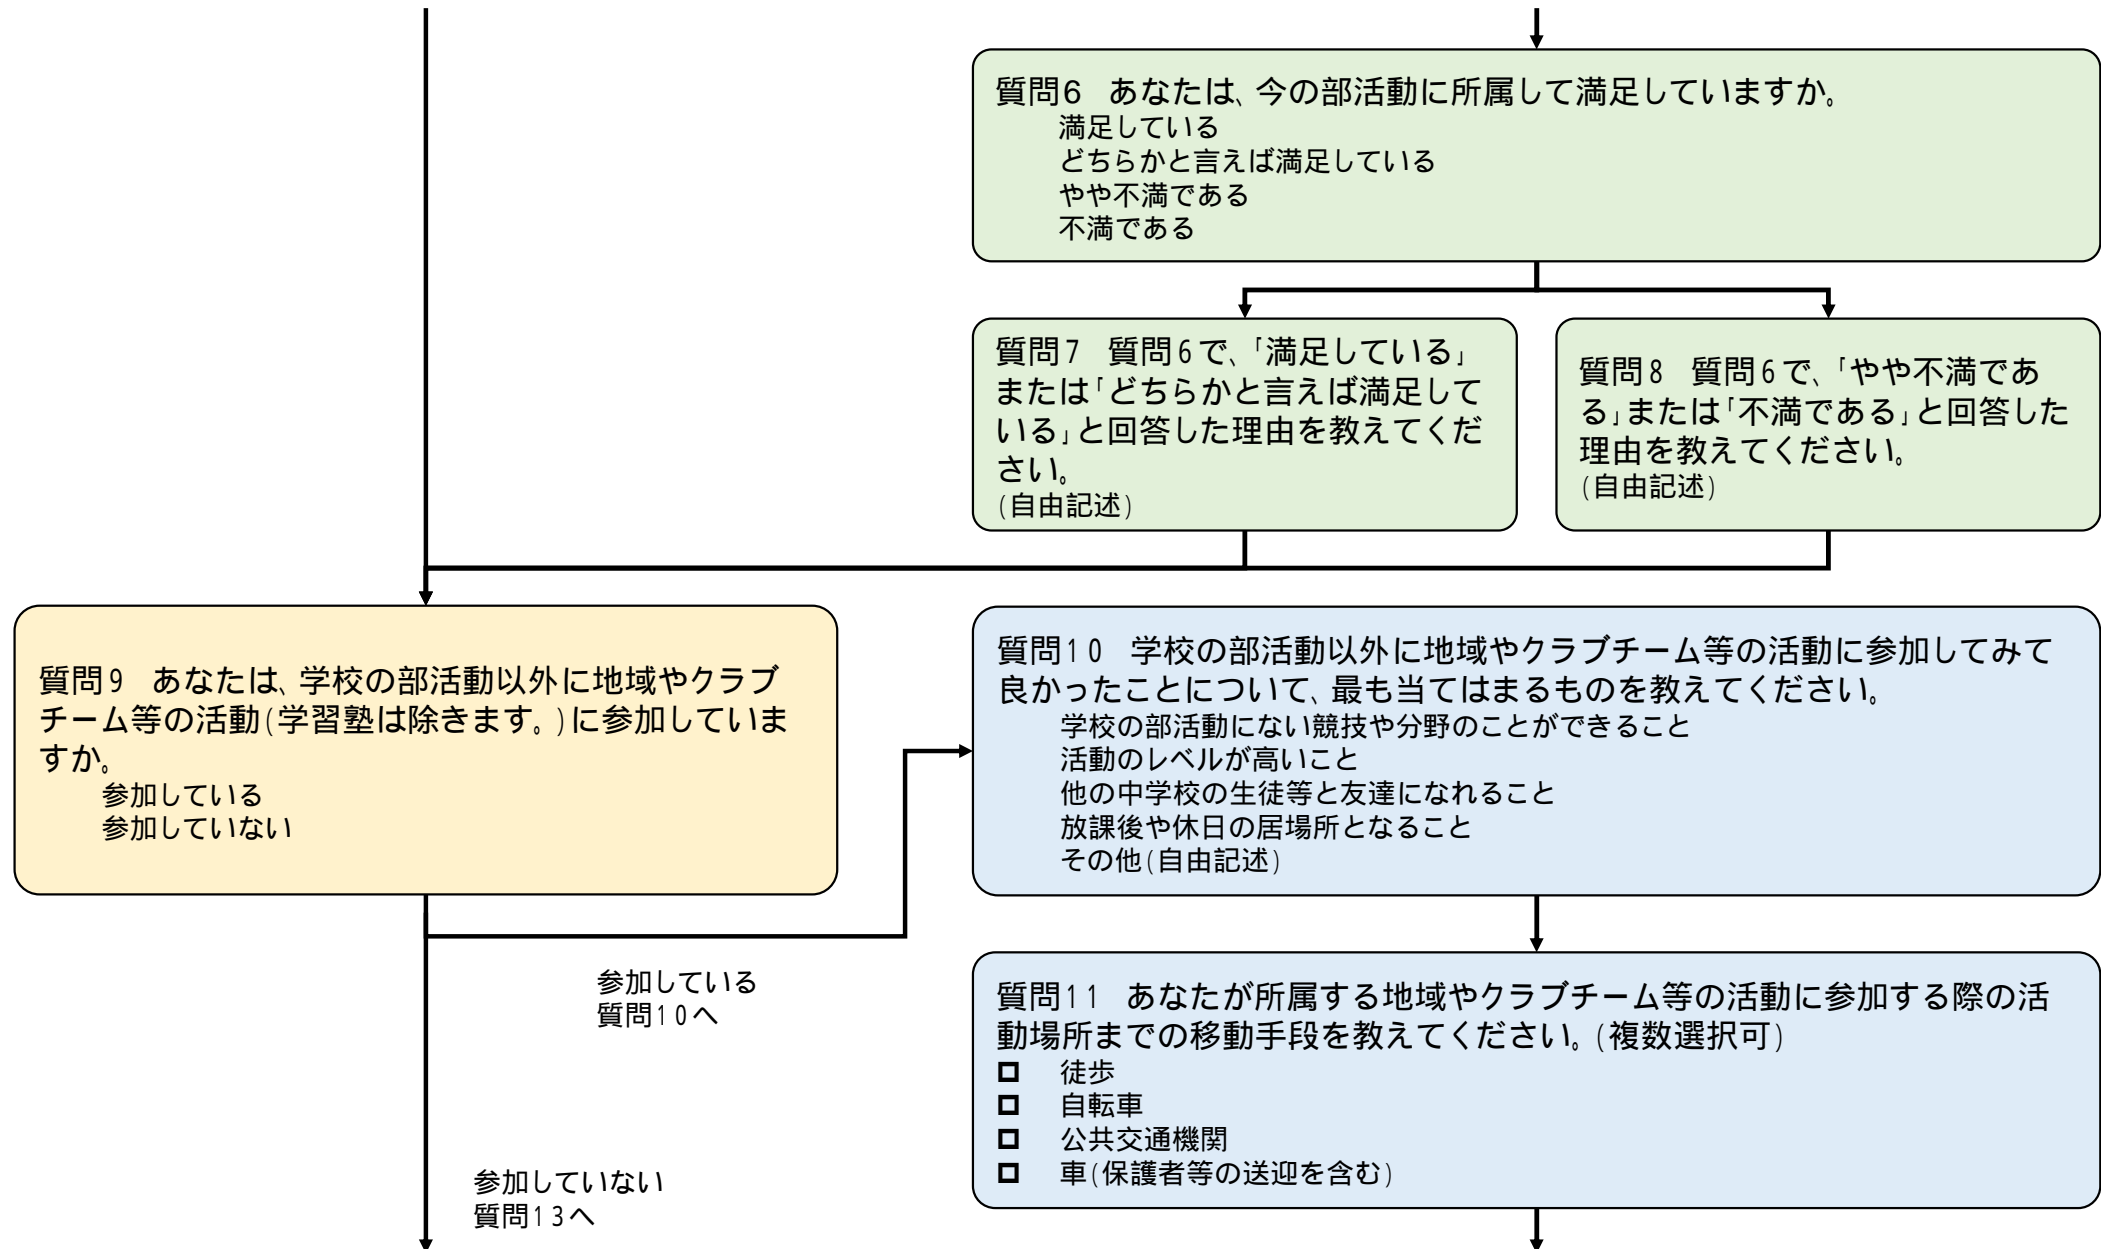 質問6　あなたは、今の部活動に所属して満足していますか。
満足している
どちらかと言えば満足している
やや不満である
不満である
質問7　質問6で、「満足している」
または「どちらかと言えば満足して
いる」と回答した理由を教えてくだ
さい。
(自由記述)
質問8　質問6で、「やや不満であ
る」または「不満である」と回答した
理由を教えてください。
(自由記述)
質問9　あなたは、学校の部活動以外に地域やクラブ
チーム等の活動(学習塾は除きます。)に参加していま
すか。
参加している
参加していない
質問10　学校の部活動以外に地域やクラブチーム等の活動に参加してみて
良かったことについて、最も当てはまるものを教えてください。
学校の部活動にない競技や分野のことができること
活動のレベルが高いこと
他の中学校の生徒等と友達になれること
放課後や休日の居場所となること
その他(自由記述)
参加している
質問10へ
質問11　あなたが所属する地域やクラブチーム等の活動に参加する際の活
動場所までの移動手段を教えてください。(複数選択可)
徒歩
自転車
公共交通機関
車(保護者等の送迎を含む)
参加していない
質問13へ